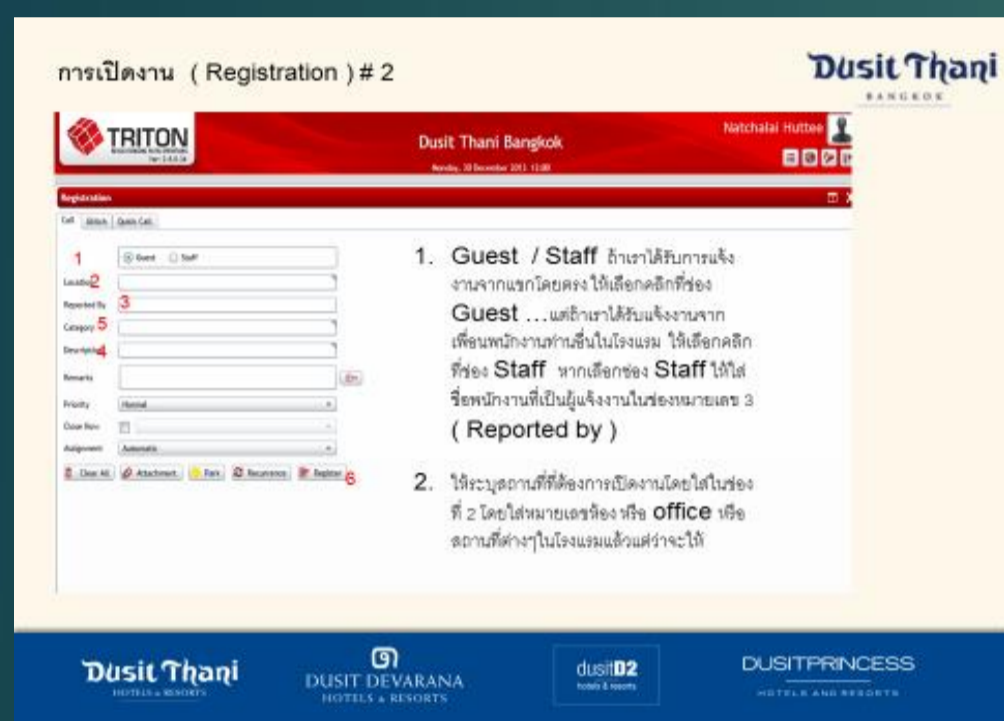 การเปิดงาน ( Registration ) # 2
Dusit Thani
BANGKOK
TRITON
Dusit Thani Bangkok
Monday, 30 December 2013 12:00
Natchalai Huttee
Registration
Call
Quick Call
1
Guest Staff
Location 2
Reported By 3
Category 5
Description 4
Remarks
Priority Normal
Close Now
Assignment Automatic
Clear All Attachment Park Recurrence Register 6
1. Guest / Staff ถ้าเราได้รับการแจ้ง
งานจากแขกโดยตรง ให้เลือกคลิกที่ช่อง
Guest ...แต่ถ้าเราได้รับแจ้งงานจาก
เพื่อนพนักงานท่านอื่นในโรงแรม ให้เลือกคลิก
ที่ช่อง Staff หากเลือกช่อง Staff ให้ใส่
ชื่อพนักงานที่เป็นผู้แจ้งงานในช่องหมายเลข 3
( Reported by )
2. ให้ระบุสถานที่ที่ต้องการเปิดงานโดยใส่ในช่อง
ที่ 2 โดยใส่หมายเลขห้อง หรือ office หรือ
สถานที่ต่างๆในโรงแรมแล้วแต่ว่าจะให้
Dusit Thani
HOTELS & RESORTS
DUSIT DEVARANA
HOTELS & RESORTS
dusitD2
hotels & resorts
DUSITPRINCESS
HOTELS AND RESORTS